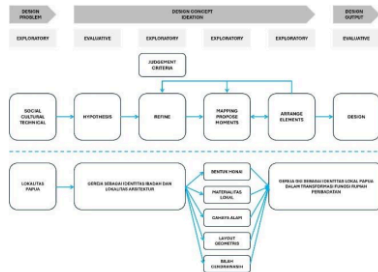 DESIGN
PROBLEM
DESIGN CONCEPT
IDEATION
DESIGN
OUTPUT
EXPLORATORY
EVALUATIVE
EXPLORATORY
EXPLORATORY
EXPLORATORY
EVALUATIVE
JUDGEMENT
CRITERIA
SOCIAL
CULTURAL
TECHNICAL
HYPOTHESIS
REFINE
MAPPING
PROPOSE
MOMENTS
ARRANGE
ELEMENTS
DESIGN
LOKALITAS
PAPUA
GEREJA SEBAGAI IDENTITAS IBADAH DAN
LOKALITAS ARSITEKTUR
BENTUK HONAI
MATERIALITAS
LOKAL
CAHAYA ALAMI
LAYOUT
GEOMETRIS
BILAH
GEREJA GIDI SEBAGAI IDENTITAS LOKAL PAPUA
DALAM TRANSFORMASI FUNGSI RUMAH